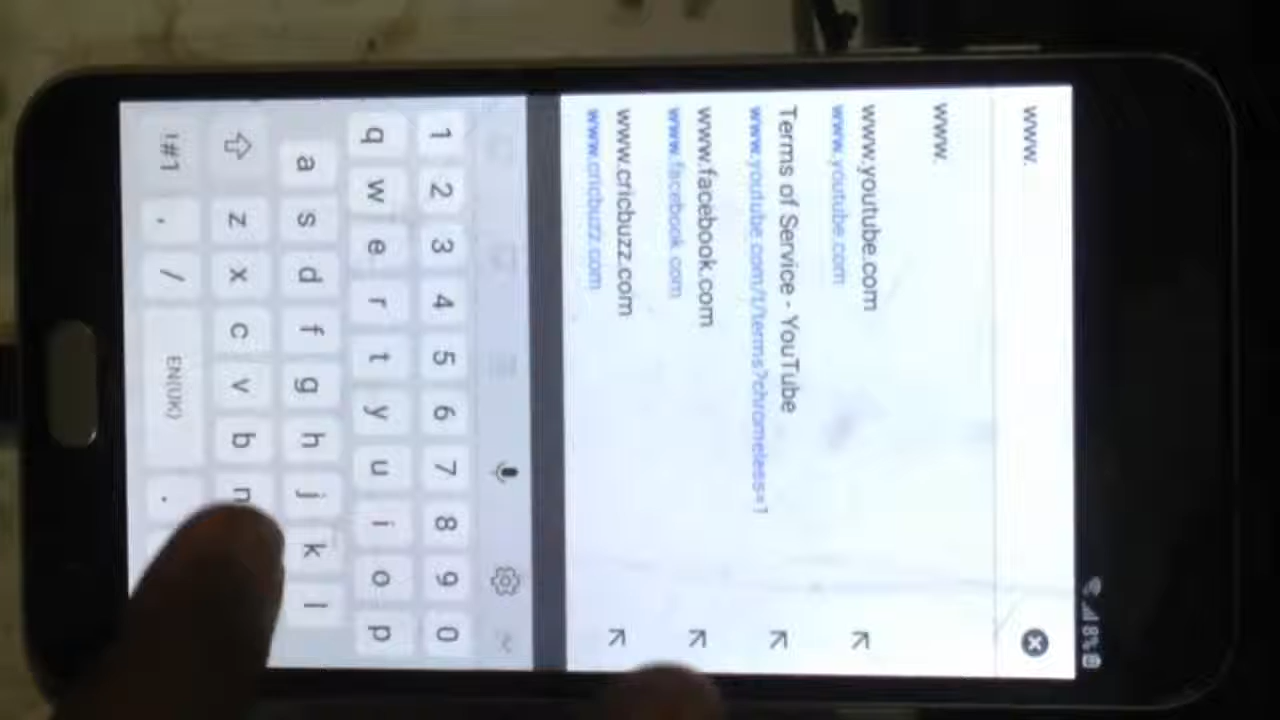 8%
www.
www.
www.youtube.com
www.youtube.com
Terms of Service - YouTube
www.youtube.com/t/terms?chromeless=1
www.facebook.com
www.facebook.com
www.cricbuzz.com
www.cricbuzz.com
1 2 3 4 5 6 7 8 9 0
q w e r t y u i o p
a s d f g h j k l
z x c v b n
!#1 , / EN(UK) .